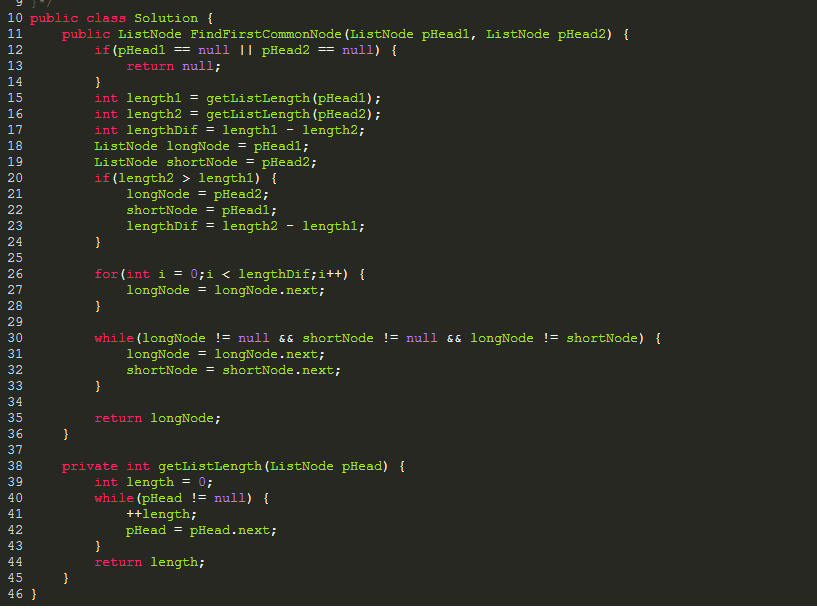 9 }*/
10 public class Solution {
11     public ListNode FindFirstCommonNode(ListNode pHead1, ListNode pHead2) {
12         if(pHead1 == null || pHead2 == null) {
13             return null;
14         }
15         int length1 = getListLength(pHead1);
16         int length2 = getListLength(pHead2);
17         int lengthDif = length1 - length2;
18         ListNode longNode = pHead1;
19         ListNode shortNode = pHead2;
20         if(length2 > length1) {
21             longNode = pHead2;
22             shortNode = pHead1;
23             lengthDif = length2 - length1;
24         }
25
26         for(int i = 0;i < lengthDif;i++) {
27             longNode = longNode.next;
28         }
29
30         while(longNode != null && shortNode != null && longNode != shortNode) {
31             longNode = longNode.next;
32             shortNode = shortNode.next;
33         }
34
35         return longNode;
36     }
37
38     private int getListLength(ListNode pHead) {
39         int length = 0;
40         while(pHead != null) {
41             ++length;
42             pHead = pHead.next;
43         }
44         return length;
45     }
46 }